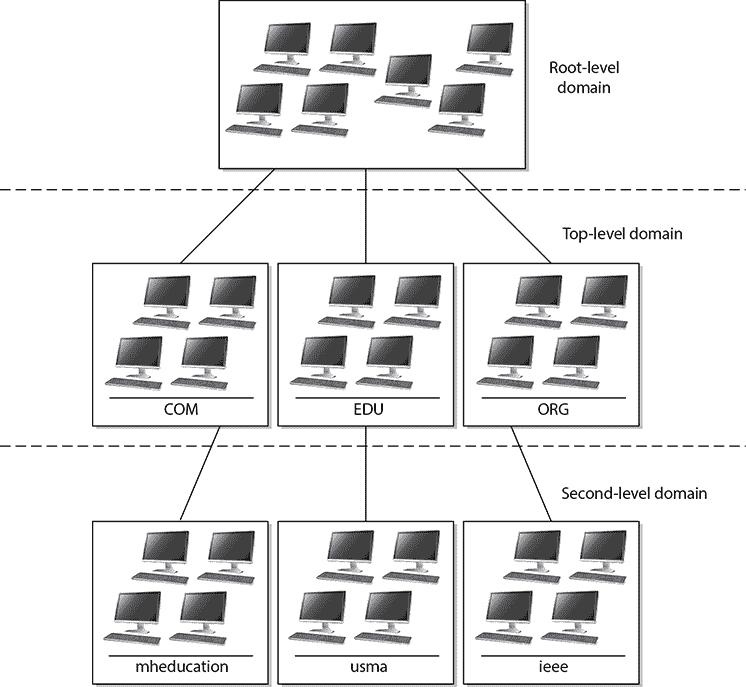 Root-level
domain
Top-level domain
COM
EDU
ORG
Second-level domain
mheducation
usma
ieee